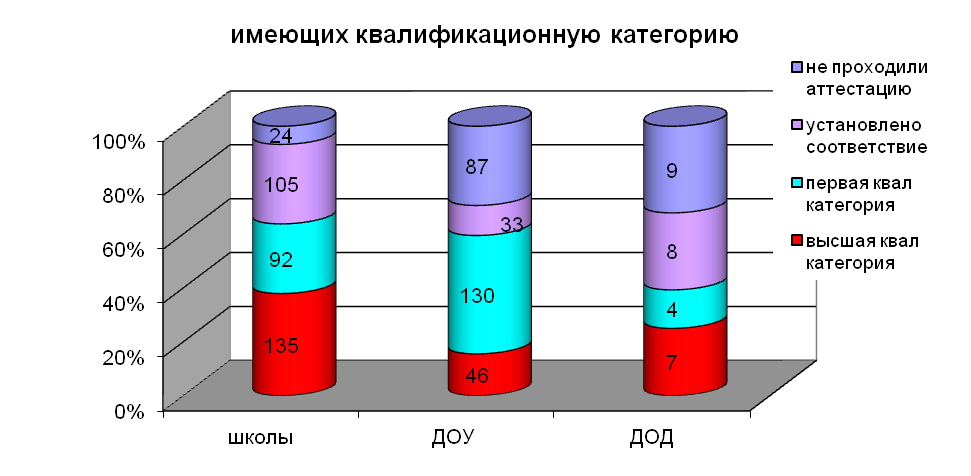 имеющих квалификационную категорию
не проходили
аттестацию
установлено
соответствие
первая квал
категория
высшая квал
категория
100%
80%
60%
40%
20%
0%
24
105
92
135
87
33
130
46
9
8
4
7
школы
ДОУ
ДОД